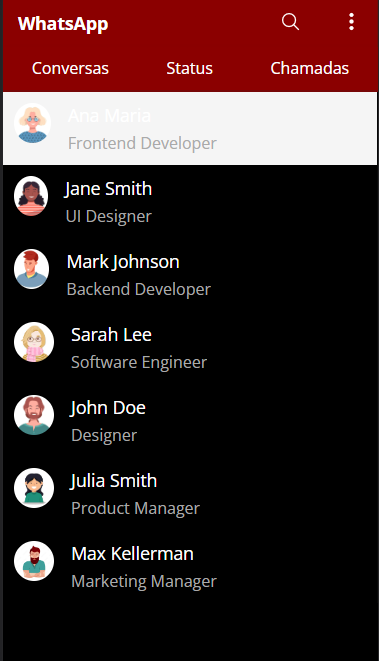 WhatsApp
Conversas Status Chamadas
Ana Maria
Frontend Developer
Jane Smith
UI Designer
Mark Johnson
Backend Developer
Sarah Lee
Software Engineer
John Doe
Designer
Julia Smith
Product Manager
Max Kellerman
Marketing Manager